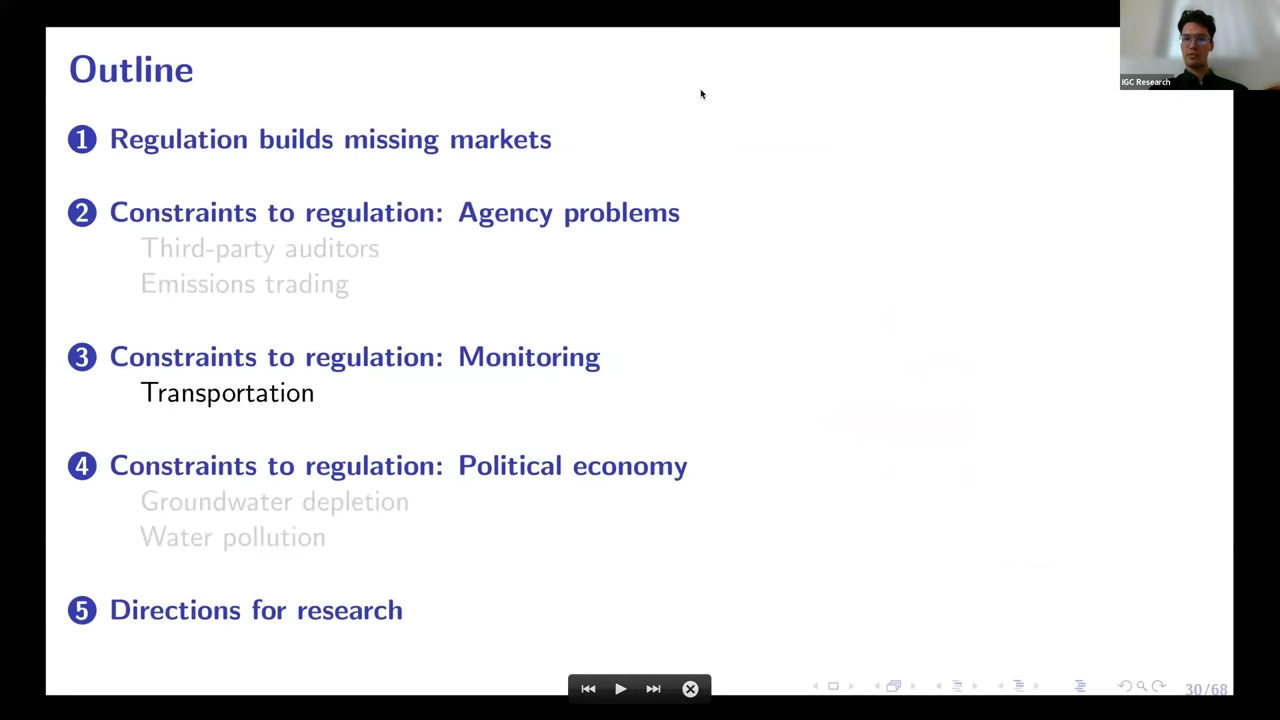 Outline
IGC Research
1 Regulation builds missing markets
2 Constraints to regulation: Agency problems
Third-party auditors
Emissions trading
3 Constraints to regulation: Monitoring
Transportation
4 Constraints to regulation: Political economy
Groundwater depletion
Water pollution
5 Directions for research
30/68